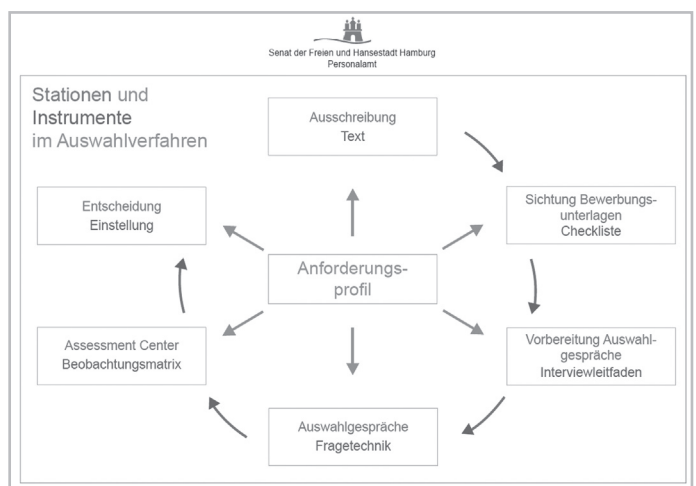 Senat der Freien und Hansestadt Hamburg
Personalamt
Stationen und
Instrumente
im Auswahlverfahren
Ausschreibung
Text
Sichtung Bewerbungs-
unterlagen
Checkliste
Vorbereitung Auswahl-
gespräche
Interviewleitfaden
Auswahlgespräche
Fragetechnik
Assessment Center
Beobachtungsmatrix
Entscheidung
Einstellung
Anforderungs-
profil